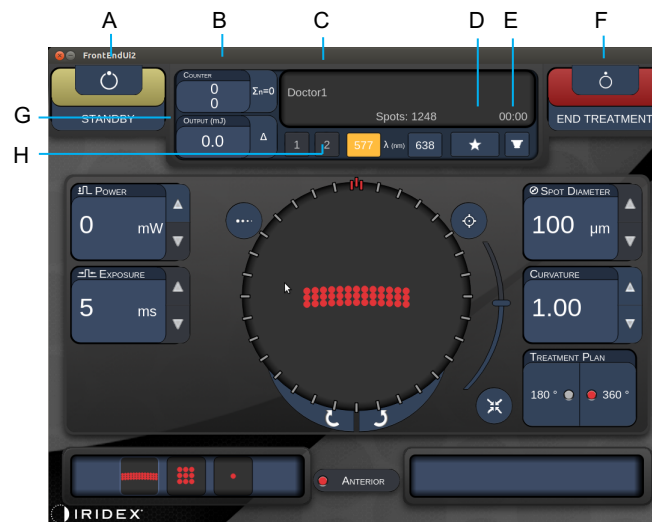 A
B
C
D
E
F
G
H
FrontEndUi2
STANDBY
COUNTER
0
0
Σn=0
OUTPUT (mJ)
0.0
Δ
Doctor1
Spots: 1248
00:00
END TREATMENT
1
2
577
λ (nm)
638
POWER
0
mW
EXPOSURE
5
ms
SPOT DIAMETER
100
µm
CURVATURE
1.00
TREATMENT PLAN
180 °
360 °
ANTERIOR
IRIDEX